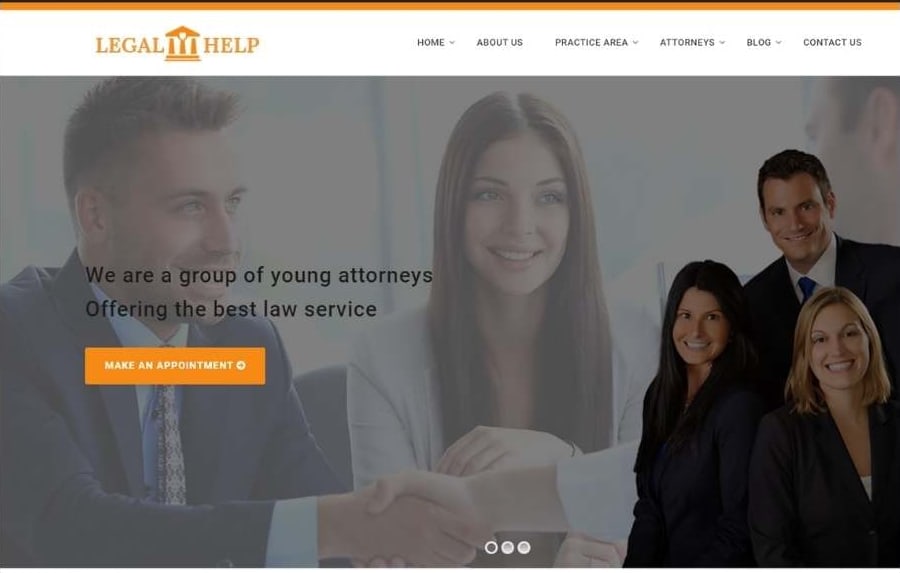 LEGAL HELP
HOME ABOUT US PRACTICE AREA ATTORNEYS BLOG CONTACT US
We are a group of young attorneys
Offering the best law service
MAKE AN APPOINTMENT